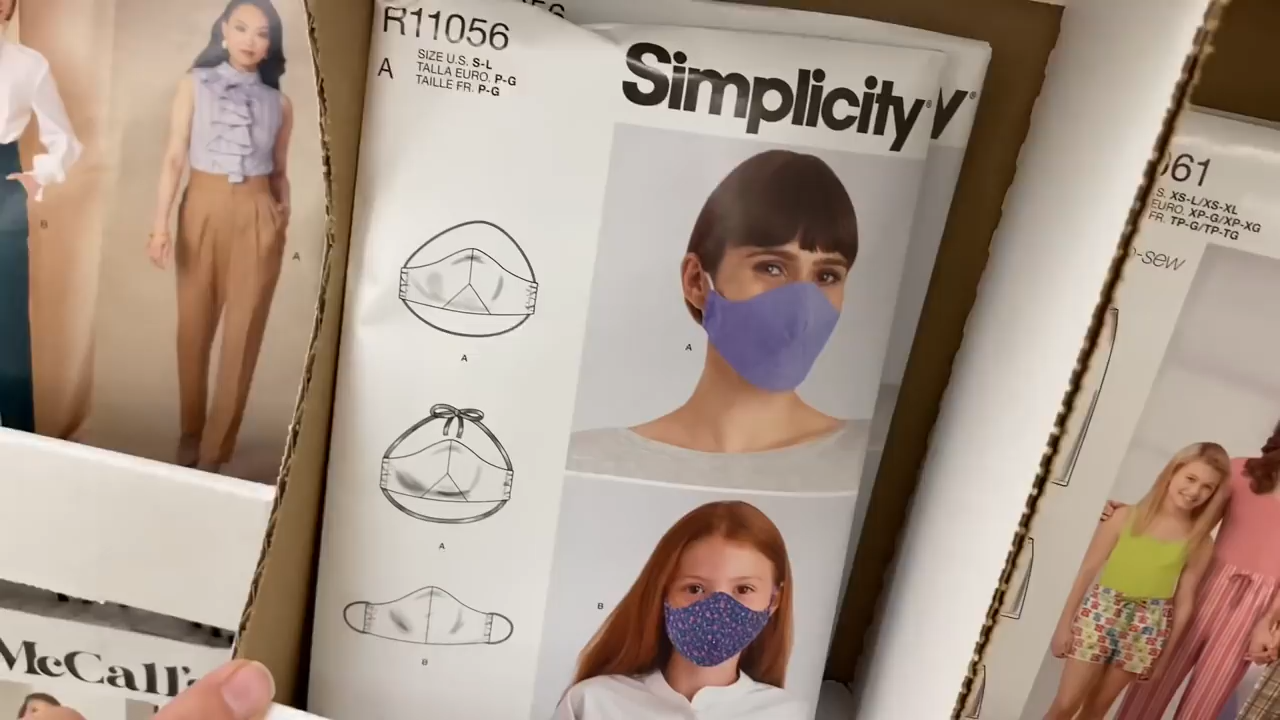 R11056
A
SIZE U.S. S-L
TALLA EURO. P-G
TAILLE FR. P-G
Simplicity®
A
A
B
A
B
B
A
McCall's
61
S. XS-L/XS-XL
EURO. XP-G/XP-XG
FR. TP-G/TP-TG
-sew